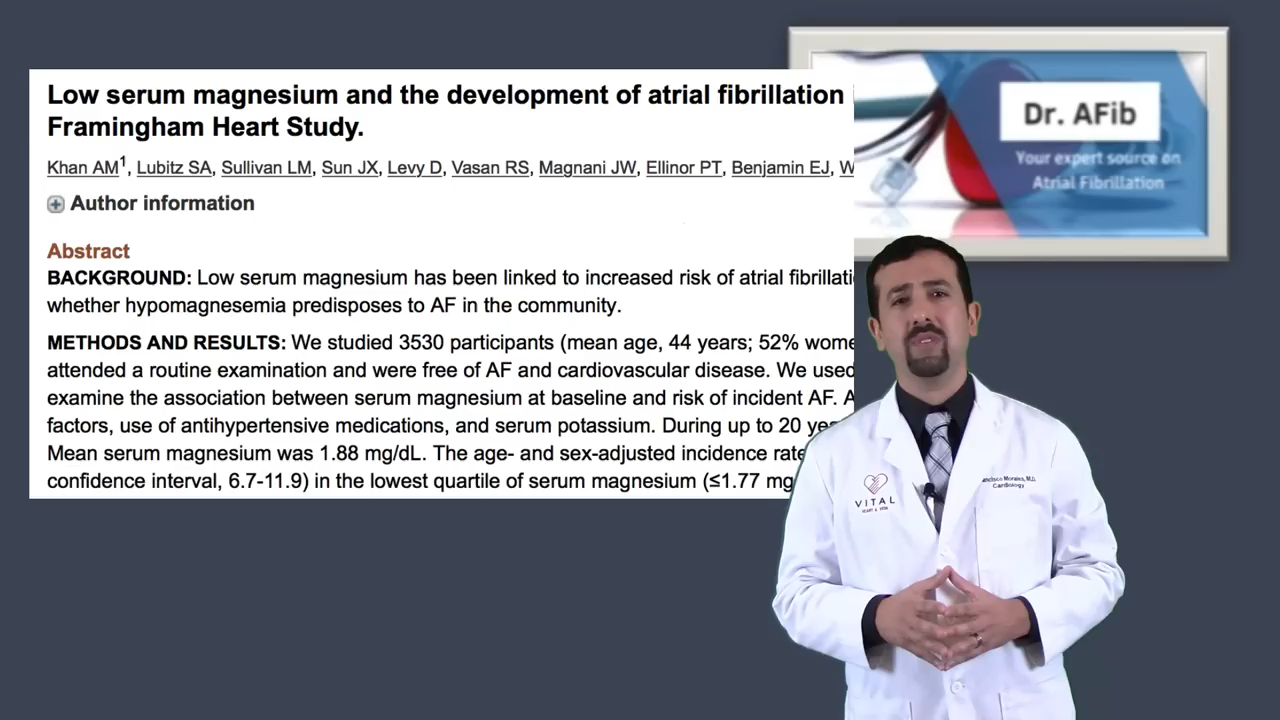 Low serum magnesium and the development of atrial fibrillation
Framingham Heart Study.
Khan AM1, Lubitz SA, Sullivan LM, Sun JX, Levy D, Vasan RS, Magnani JW, Ellinor PT, Benjamin EJ, W
Author information
Abstract
BACKGROUND: Low serum magnesium has been linked to increased risk of atrial fibrillati
whether hypomagnesemia predisposes to AF in the community.
METHODS AND RESULTS: We studied 3530 participants (mean age, 44 years; 52% wome
attended a routine examination and were free of AF and cardiovascular disease. We used
examine the association between serum magnesium at baseline and risk of incident AF. A
factors, use of antihypertensive medications, and serum potassium. During up to 20 yea
Mean serum magnesium was 1.88 mg/dL. The age- and sex-adjusted incidence rate
confidence interval, 6.7-11.9) in the lowest quartile of serum magnesium (≤1.77 mg
Dr. AFib
Your expert source on
Atrial Fibrillation
VITAL
HEART & VEIN
ancisco Morales, M.D.
Cardiology